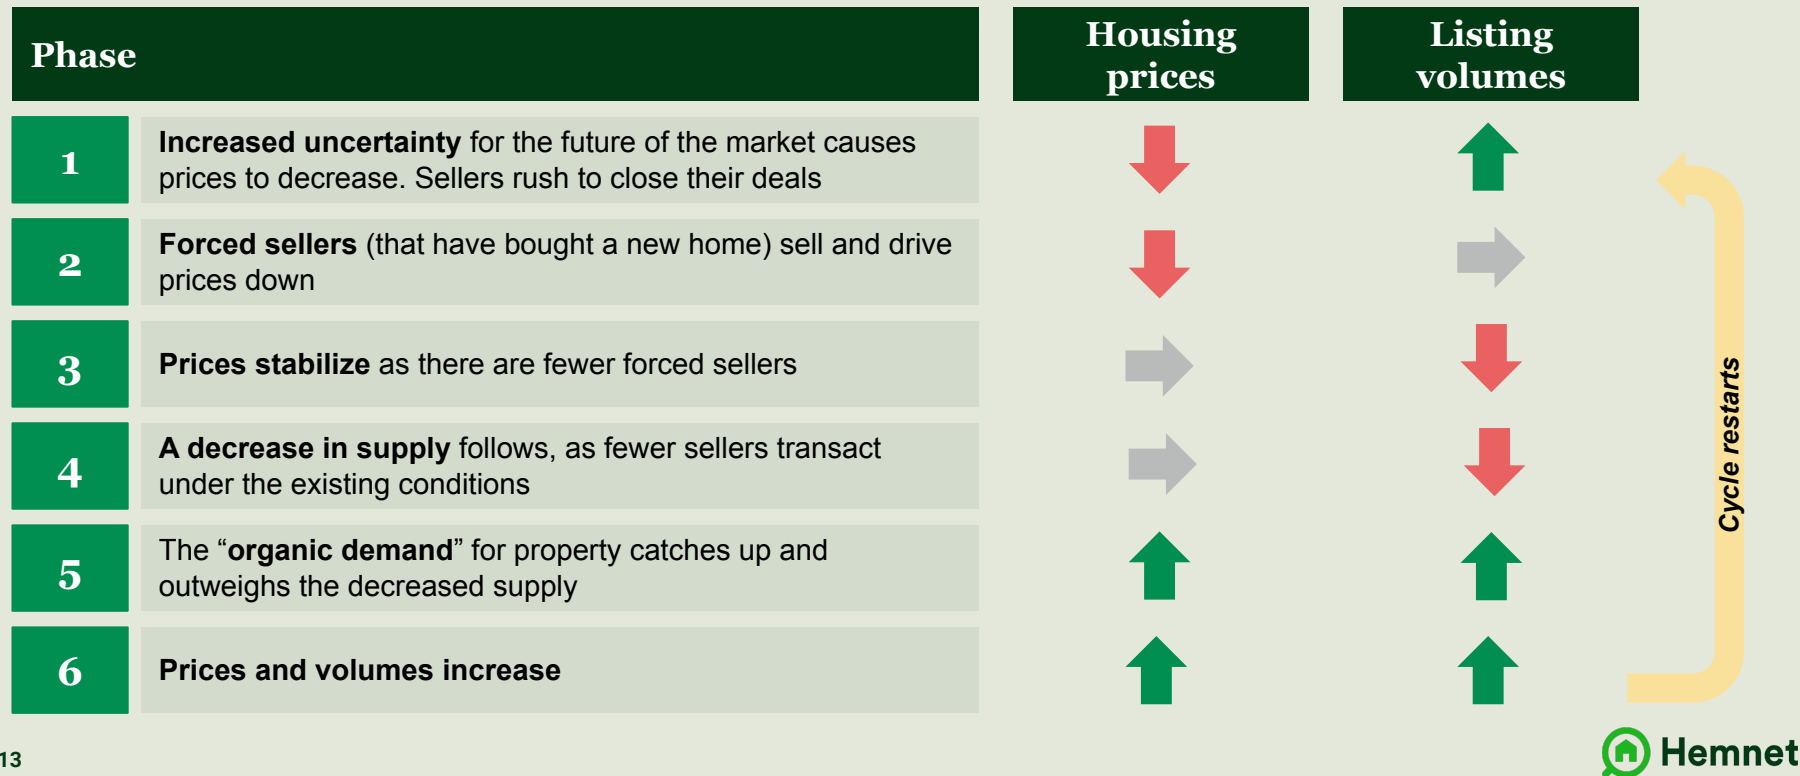 Phase
Housing
prices
Listing
volumes
1
Increased uncertainty for the future of the market causes
prices to decrease. Sellers rush to close their deals
2
Forced sellers (that have bought a new home) sell and drive
prices down
3
Prices stabilize as there are fewer forced sellers
4
A decrease in supply follows, as fewer sellers transact
under the existing conditions
5
The “organic demand” for property catches up and
outweighs the decreased supply
6
Prices and volumes increase
Cycle restarts
13
Hemnet